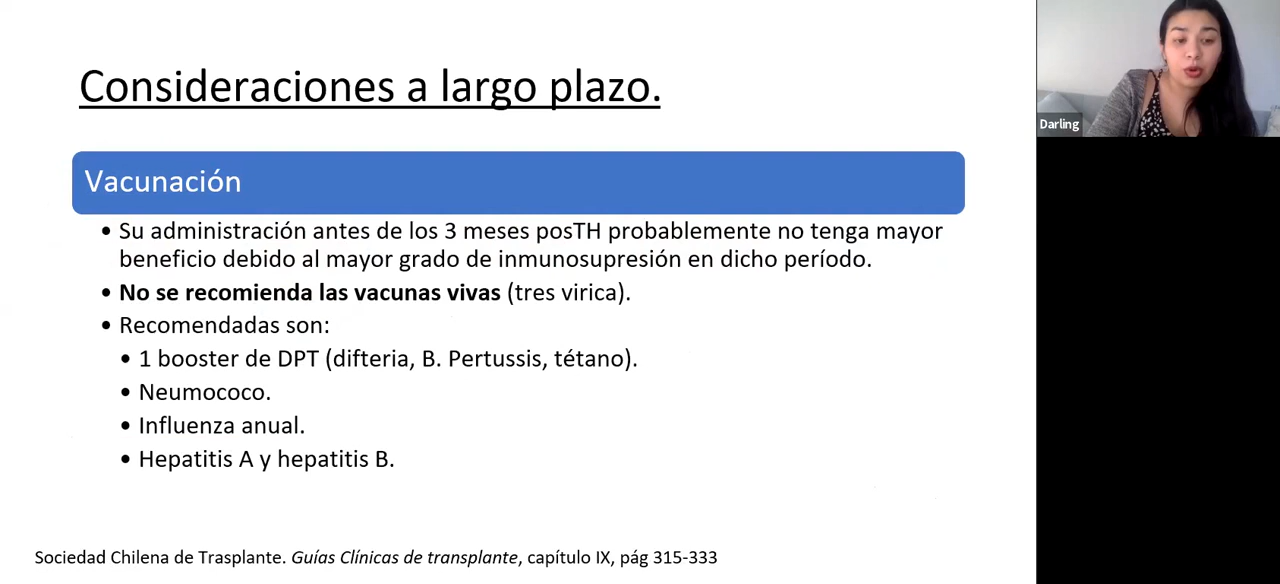 Consideraciones a largo plazo.
Darling
Vacunación
• Su administración antes de los 3 meses posTH probablemente no tenga mayor
beneficio debido al mayor grado de inmunosupresión en dicho período.
• No se recomienda las vacunas vivas (tres virica).
• Recomendadas son:
• 1 booster de DPT (difteria, B. Pertussis, tétano).
• Neumococo.
• Influenza anual.
• Hepatitis A y hepatitis B.
Sociedad Chilena de Trasplante. Guías Clínicas de transplante, capítulo IX, pág 315-333